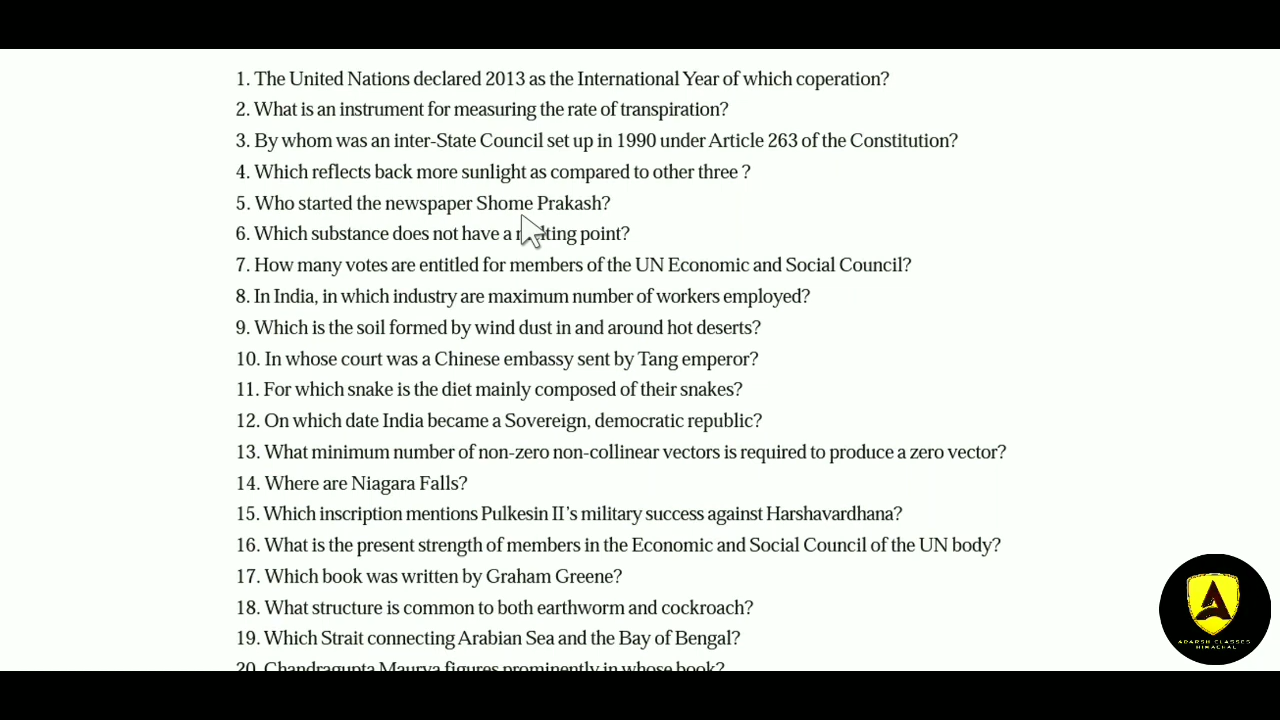 1. The United Nations declared 2013 as the International Year of which coperation?
2. What is an instrument for measuring the rate of transpiration?
3. By whom was an inter-State Council set up in 1990 under Article 263 of the Constitution?
4. Which reflects back more sunlight as compared to other three ?
5. Who started the newspaper Shome Prakash?
6. Which substance does not have a melting point?
7. How many votes are entitled for members of the UN Economic and Social Council?
8. In India, in which industry are maximum number of workers employed?
9. Which is the soil formed by wind dust in and around hot deserts?
10. In whose court was a Chinese embassy sent by Tang emperor?
11. For which snake is the diet mainly composed of their snakes?
12. On which date India became a Sovereign, democratic republic?
13. What minimum number of non-zero non-collinear vectors is required to produce a zero vector?
14. Where are Niagara Falls?
15. Which inscription mentions Pulkesin II's military success against Harshavardhana?
16. What is the present strength of members in the Economic and Social Council of the UN body?
17. Which book was written by Graham Greene?
18. What structure is common to both earthworm and cockroach?
19. Which Strait connecting Arabian Sea and the Bay of Bengal?
20. Chandragupta Maurya figures prominently in whose book?
ADARSH CLASSES
HIMACHAL